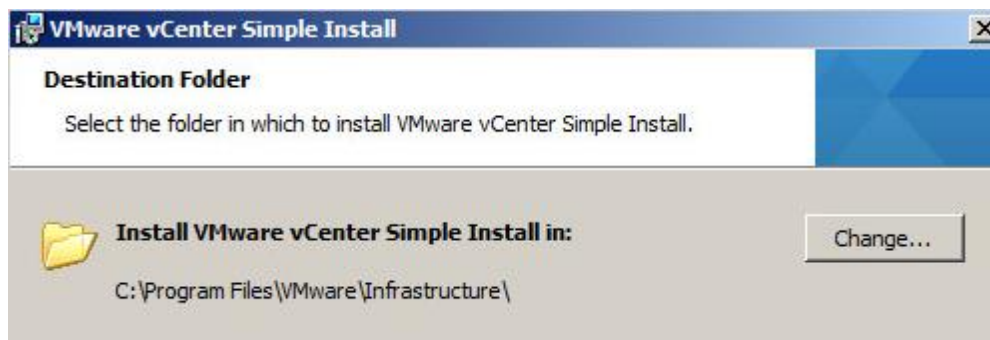 VMware vCenter Simple Install
Destination Folder
Select the folder in which to install VMware vCenter Simple Install.
Install VMware vCenter Simple Install in:
Change...
C:\Program Files\VMware\Infrastructure\